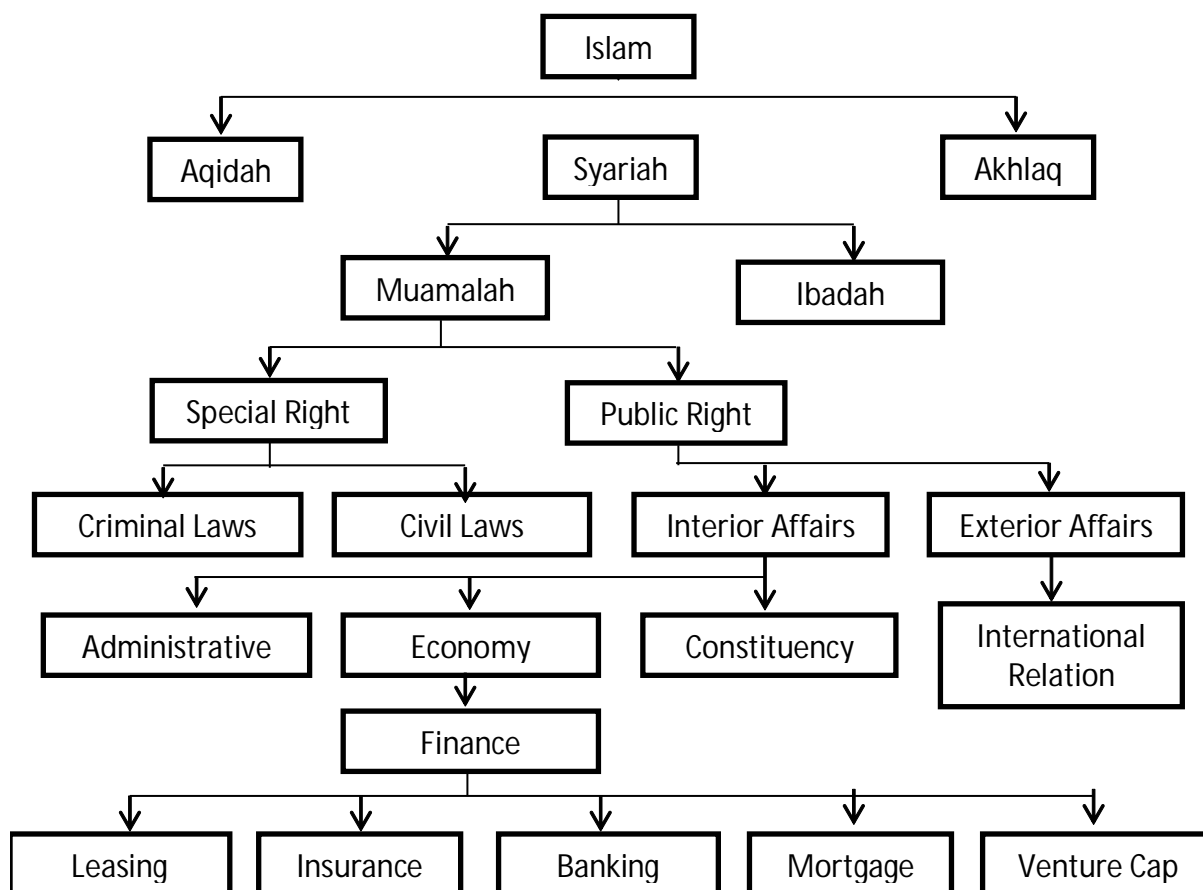 Islam
Aqidah
Syariah
Akhlaq
Muamalah
Ibadah
Special Right
Public Right
Criminal Laws
Civil Laws
Interior Affairs
Exterior Affairs
Administrative
Economy
Constituency
International
Relation
Finance
Leasing
Insurance
Banking
Mortgage
Venture Cap